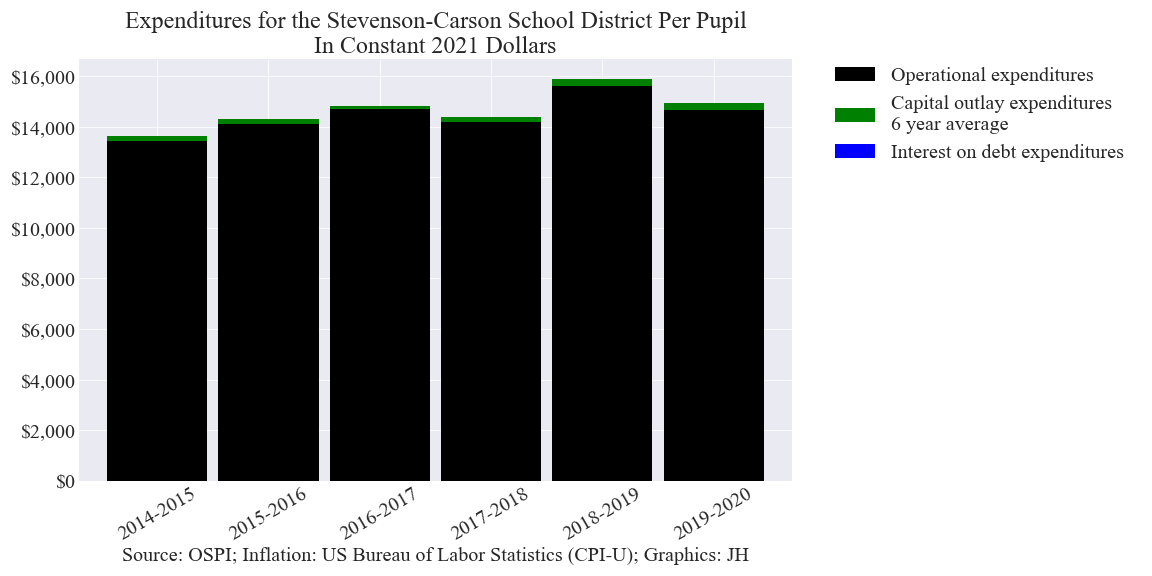 Expenditures for the Stevenson-Carson School District Per Pupil
In Constant 2021 Dollars
$16,000
$14,000
$12,000
$10,000
$8,000
$6,000
$4,000
$2,000
$0
2014-2015
2015-2016
2016-2017
2017-2018
2018-2019
2019-2020
Source: OSPI; Inflation: US Bureau of Labor Statistics (CPI-U); Graphics: JH
Operational expenditures
Capital outlay expenditures
6 year average
Interest on debt expenditures